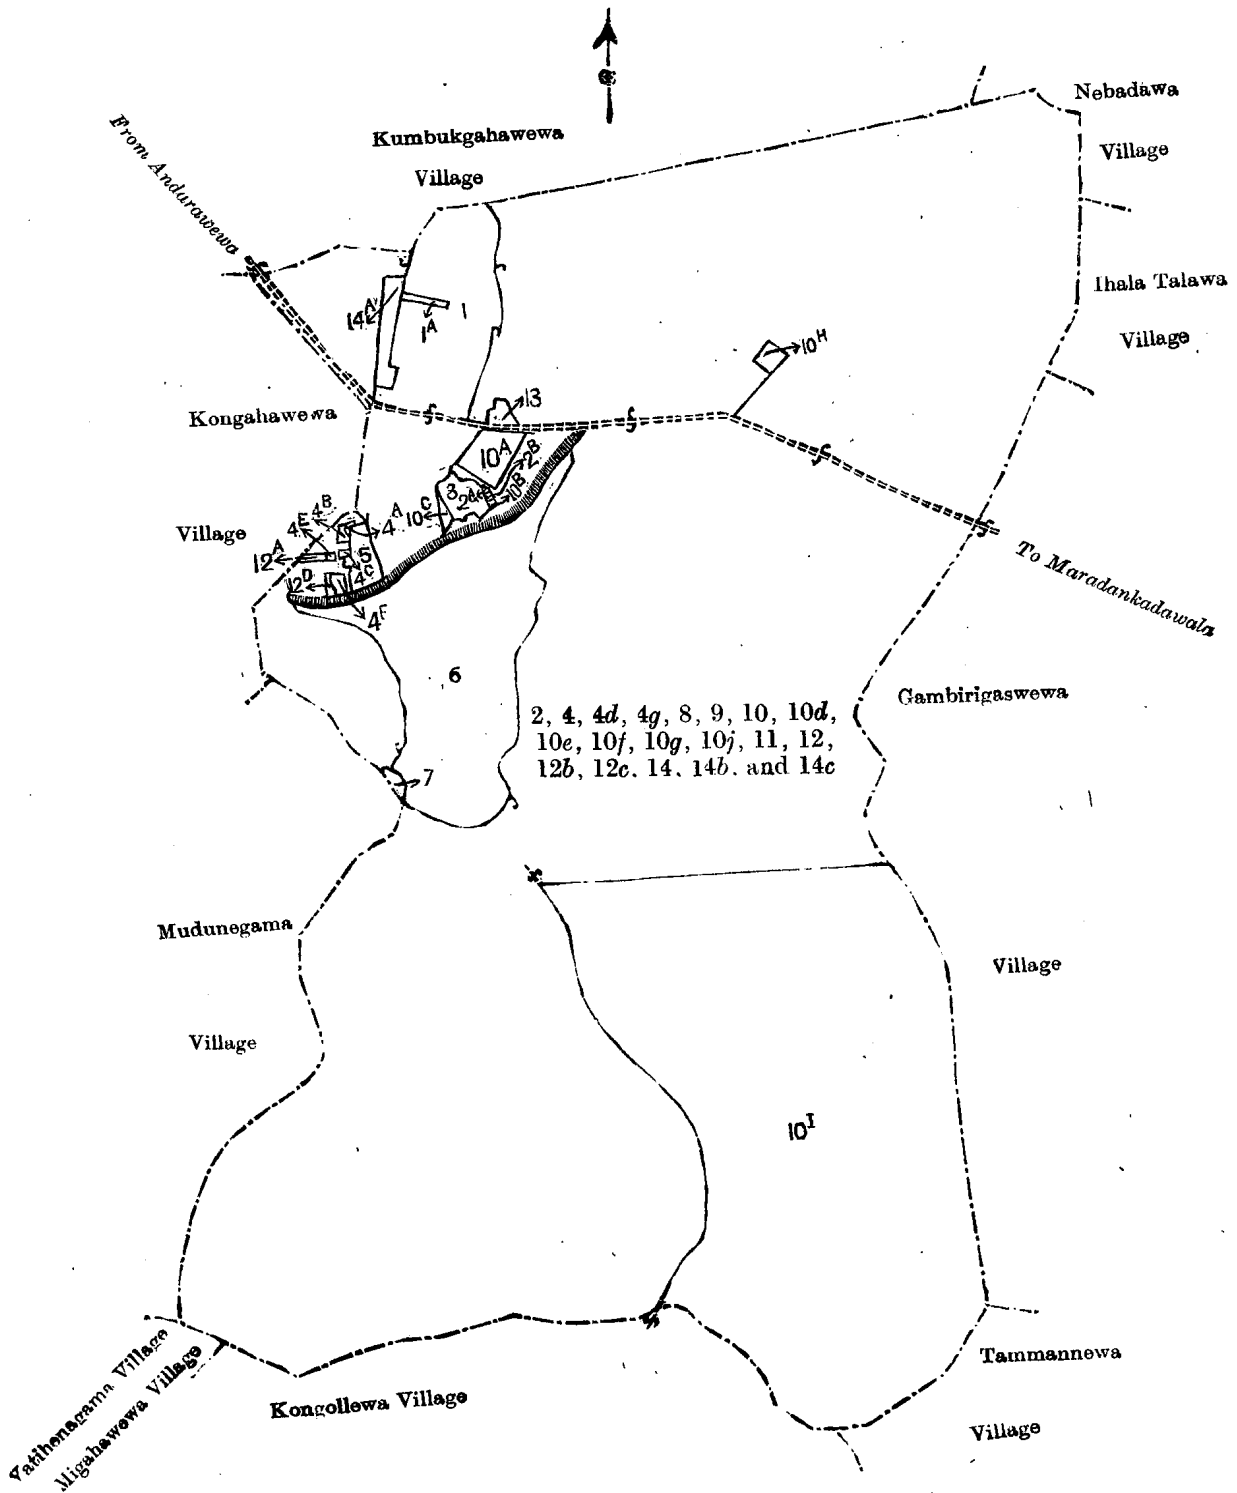 Nebadawa
Village
Kumbukgahawewa
Village
From Andarawewa
Ihala Talawa
Village
14A
1A
1
10H
Kongahawewa
Village
13
10A
2B
10B
3
10C
4B
4E
4A
12A
5
4C
12D
4F
To Maradankadawala
6
Gambirigaswewa
Village
2, 4, 4d, 4g, 8, 9, 10, 10d,
10e, 10f, 10g, 10j, 11, 12,
12b, 12c. 14. 14b. and 14c
7
Mudunegama
Village
10I
Vatihenagama Village
Migahawewa Village
Kongollewa Village
Tammannewa
Village